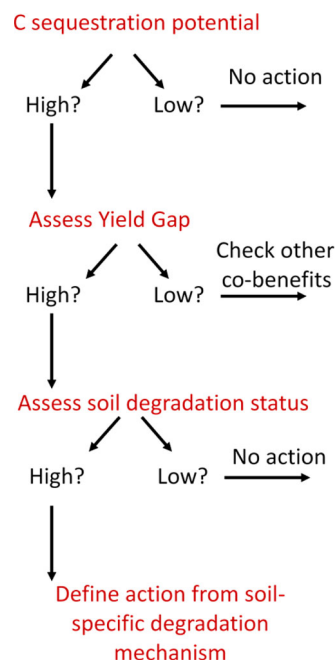 C sequestration potential
No action
High?
Low?
Assess Yield Gap
Check other
co-benefits
High?
Low?
Assess soil degradation status
No action
High?
Low?
Define action from soil-
specific degradation
mechanism